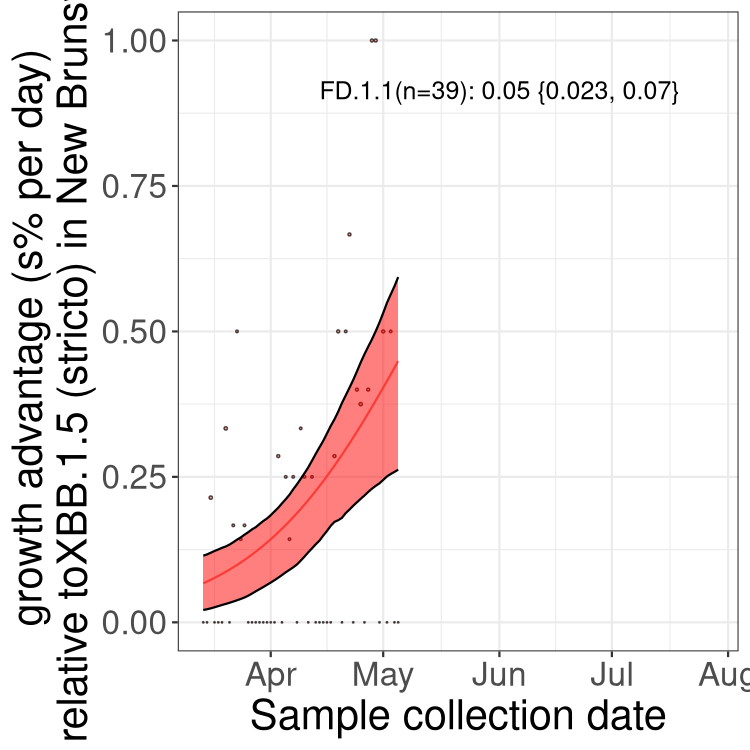 growth advantage (s% per day)
relative toXBB.1.5 (stricto) in New Bruns
1.00
0.75
0.50
0.25
0.00
FD.1.1(n=39): 0.05 {0.023, 0.07}
Apr May Jun Jul Aug
Sample collection date